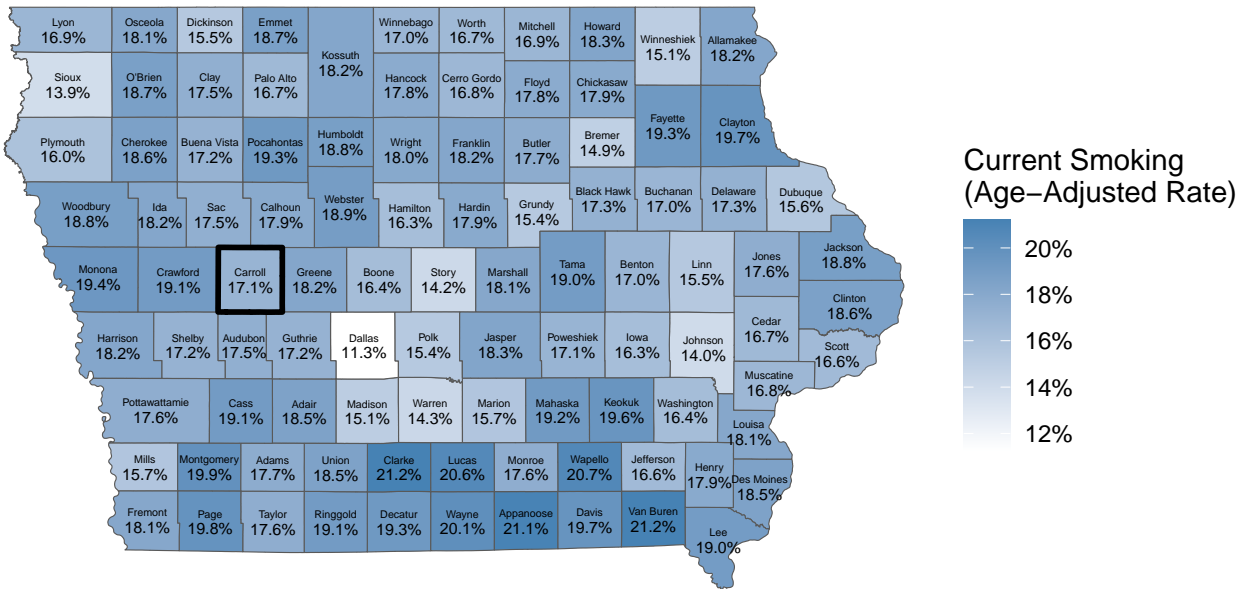 Lyon
16.9%
Osceola
18.1%
Dickinson
15.5%
Emmet
18.7%
Kossuth
18.2%
Winnebago
17.0%
Worth
16.7%
Mitchell
16.9%
Howard
18.3%
Winneshiek
15.1%
Allamakee
18.2%
Sioux
13.9%
O'Brien
18.7%
Clay
17.5%
Palo Alto
16.7%
Hancock
17.8%
Cerro Gordo
16.8%
Floyd
17.8%
Chickasaw
17.9%
Fayette
19.3%
Clayton
19.7%
Plymouth
16.0%
Cherokee
18.6%
Buena Vista
17.2%
Pocahontas
19.3%
Humboldt
18.8%
Wright
18.0%
Franklin
18.2%
Butler
17.7%
Bremer
14.9%
Woodbury
18.8%
Ida
18.2%
Sac
17.5%
Calhoun
17.9%
Webster
18.9%
Hamilton
16.3%
Hardin
17.9%
Grundy
15.4%
Black Hawk
17.3%
Buchanan
17.0%
Delaware
17.3%
Dubuque
15.6%
Monona
19.4%
Crawford
19.1%
Carroll
17.1%
Greene
18.2%
Boone
16.4%
Story
14.2%
Marshall
18.1%
Tama
19.0%
Benton
17.0%
Linn
15.5%
Jones
17.6%
Jackson
18.8%
Clinton
18.6%
Harrison
18.2%
Shelby
17.2%
Audubon
17.5%
Guthrie
17.2%
Dallas
11.3%
Polk
15.4%
Jasper
18.3%
Poweshiek
17.1%
Iowa
16.3%
Johnson
14.0%
Cedar
16.7%
Scott
16.6%
Muscatine
16.8%
Pottawattamie
17.6%
Cass
19.1%
Adair
18.5%
Madison
15.1%
Warren
14.3%
Marion
15.7%
Mahaska
19.2%
Keokuk
19.6%
Washington
16.4%
Louisa
18.1%
Mills
15.7%
Montgomery
19.9%
Adams
17.7%
Union
18.5%
Clarke
21.2%
Lucas
20.6%
Monroe
17.6%
Wapello
20.7%
Jefferson
16.6%
Henry
17.9%
Des Moines
18.5%
Fremont
18.1%
Page
19.8%
Taylor
17.6%
Ringgold
19.1%
Decatur
19.3%
Wayne
20.1%
Appanoose
21.1%
Davis
19.7%
Van Buren
21.2%
Lee
19.0%
Current Smoking
(Age−Adjusted Rate)
20%
18%
16%
14%
12%